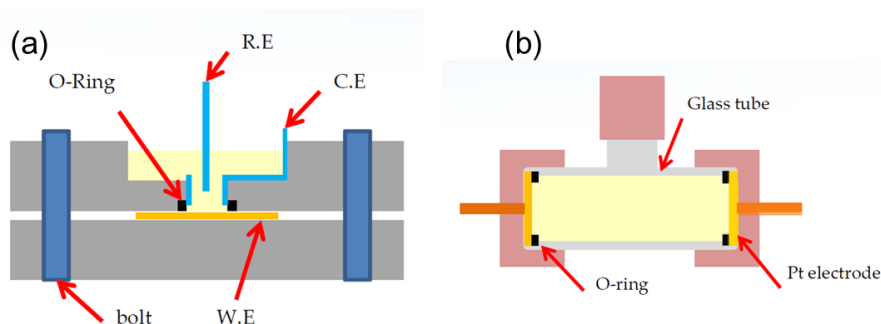 (a)
R.E
O-Ring
C.E
bolt
W.E
(b)
Glass tube
O-ring
Pt electrode